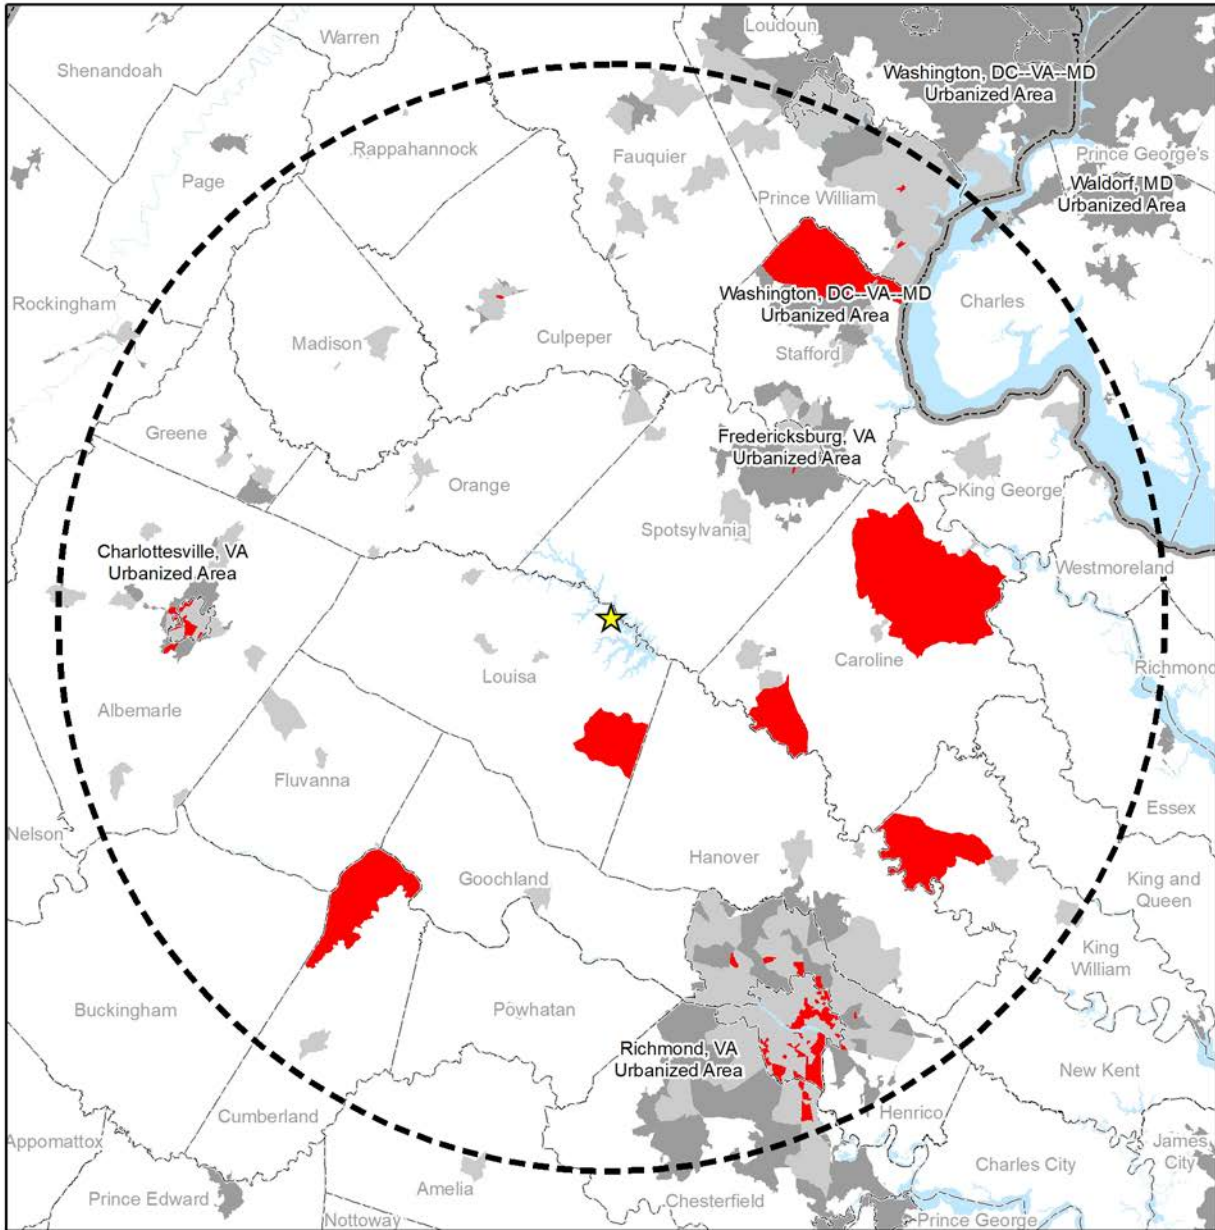 Loudoun
Warren
Shenandoah
Washington, DC--VA--MD
Urbanized Area
Rappahannock
Fauquier
Prince George's
Page
Waldorf, MD
Urbanized Area
Prince William
Rockingham
Washington, DC--VA--MD
Urbanized Area
Charles
Madison
Culpeper
Stafford
Greene
Fredericksburg, VA
Urbanized Area
Orange
King George
Spotsylvania
Charlottesville, VA
Urbanized Area
Westmoreland
Louisa
Caroline
Richmond
Albemarle
Fluvanna
Essex
Nelson
Hanover
Goochland
King and
Queen
King
William
Buckingham
Powhatan
Richmond, VA
Urbanized Area
New Kent
Cumberland
Henrico
Appomattox
James
City
Charles City
Prince Edward
Amelia
Chesterfield
Nottoway
Prince George